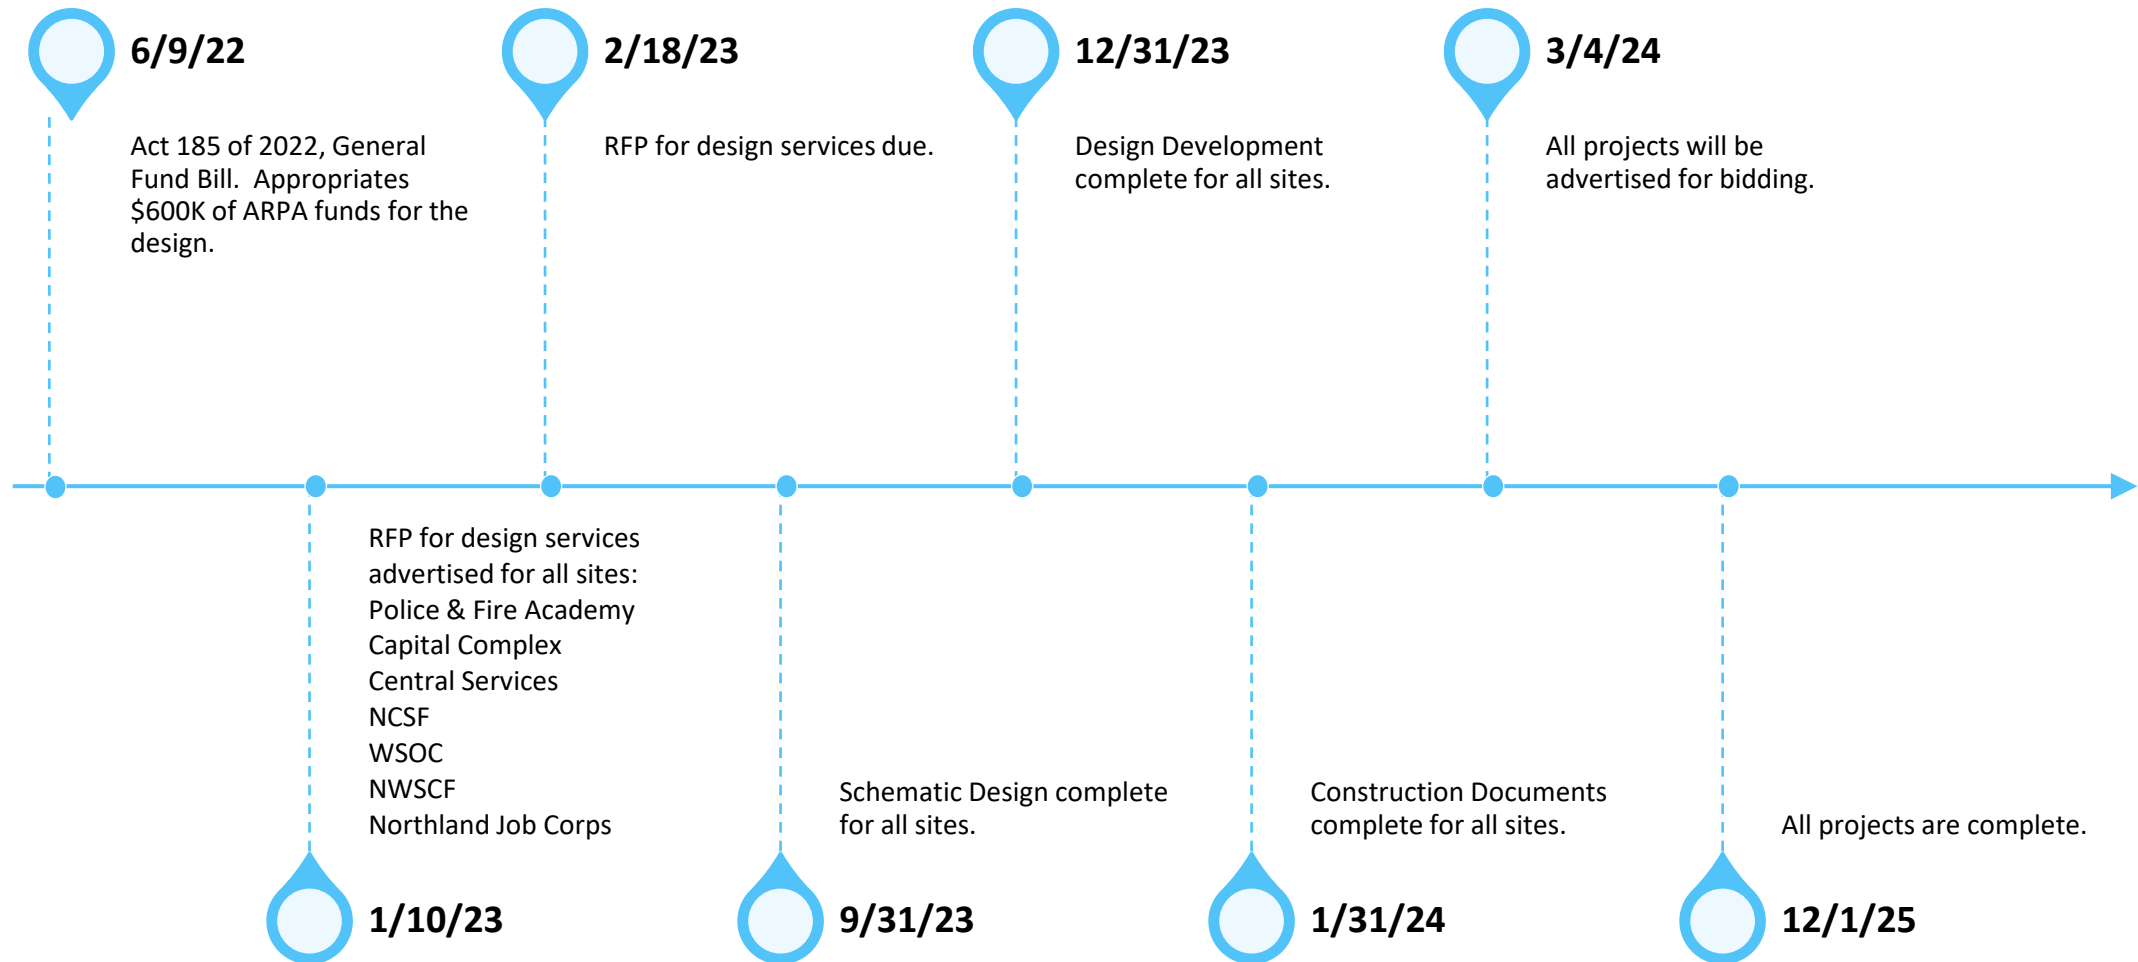 6/9/22
Act 185 of 2022, General
Fund Bill.  Appropriates
$600K of ARPA funds for the
design.
2/18/23
RFP for design services due.
12/31/23
Design Development
complete for all sites.
3/4/24
All projects will be
advertised for bidding.
RFP for design services
advertised for all sites:
Police & Fire Academy
Capital Complex
Central Services
NCSF
WSOC
NWSCF
Northland Job Corps
1/10/23
Schematic Design complete
for all sites.
9/31/23
Construction Documents
complete for all sites.
1/31/24
All projects are complete.
12/1/25